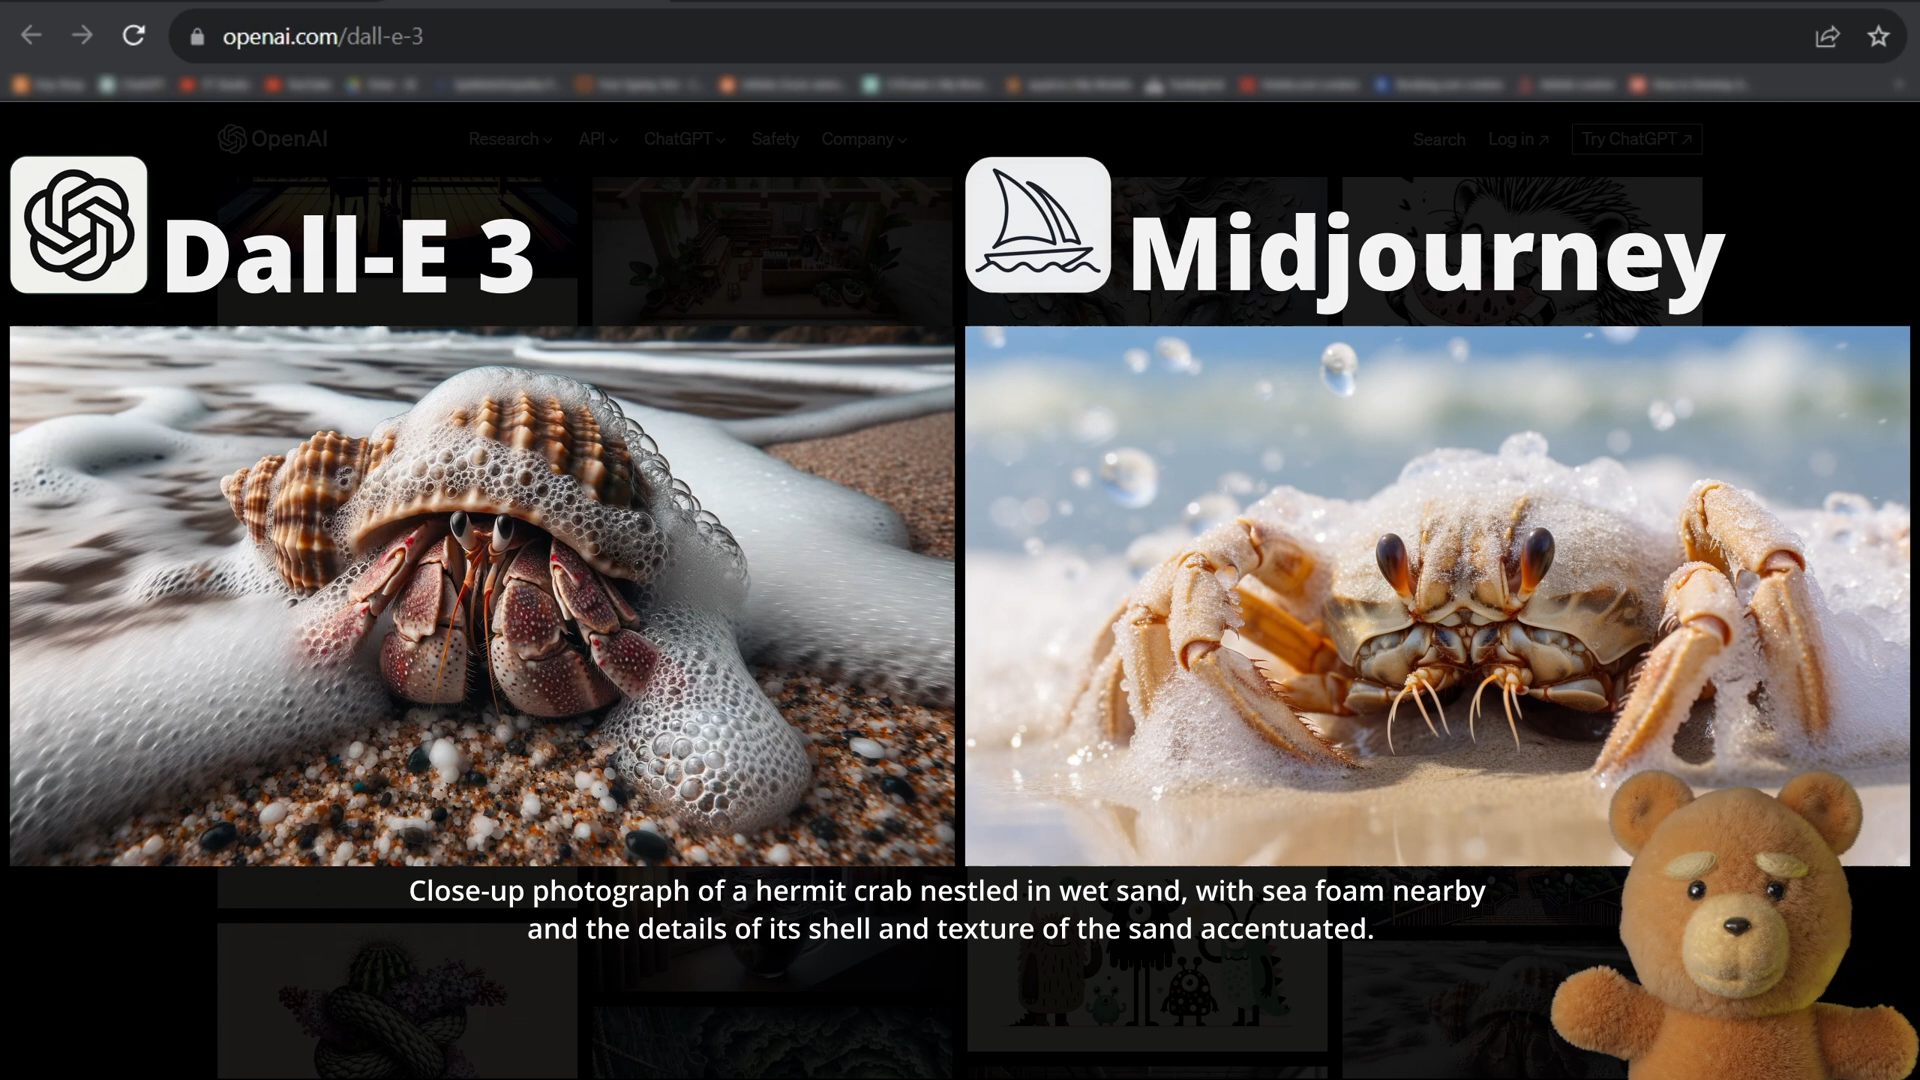 openai.com/dall-e-3
OpenAI
Research
API
ChatGPT
Safety
Company
Search
Log in ↗
Try ChatGPT ↗
Dall-E 3
Midjourney
Close-up photograph of a hermit crab nestled in wet sand, with sea foam nearby
and the details of its shell and texture of the sand accentuated.